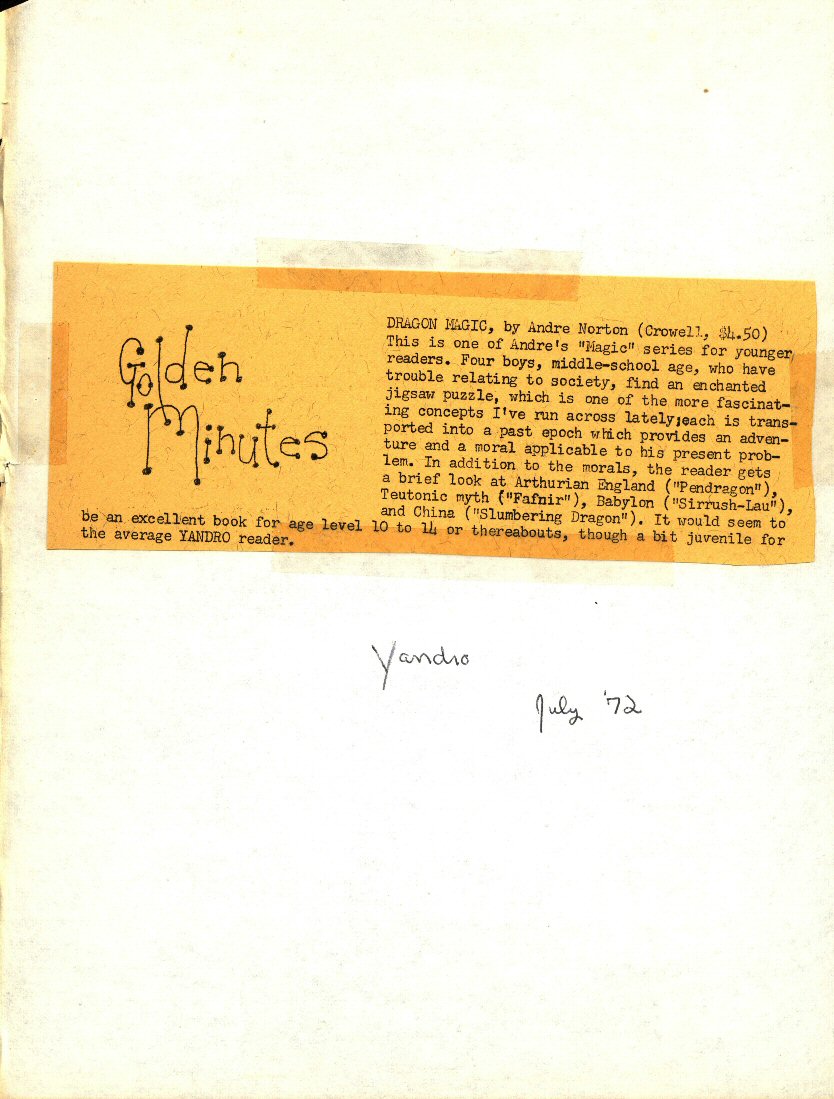 Golden
Minutes
DRAGON MAGIC, by Andre Norton (Crowell, $4.50)
This is one of Andre's "Magic" series for younger
readers. Four boys, middle-school age, who have
trouble relating to society, find an enchanted
jigsaw puzzle, which is one of the more fascinat-
ing concepts I've run across lately;each is trans-
ported into a past epoch which provides an adven-
ture and a moral applicable to his present prob-
lem. In addition to the morals, the reader gets
a brief look at Arthurian England ("Pendragon"),
Teutonic myth ("Fafnir"), Babylon ("Sirrush-Lau"),
and China ("Slumbering Dragon"). It would seem to
be an excellent book for age level 10 to 14 or thereabouts, though a bit juvenile for
the average YANDRO reader.
Yandro
July '72